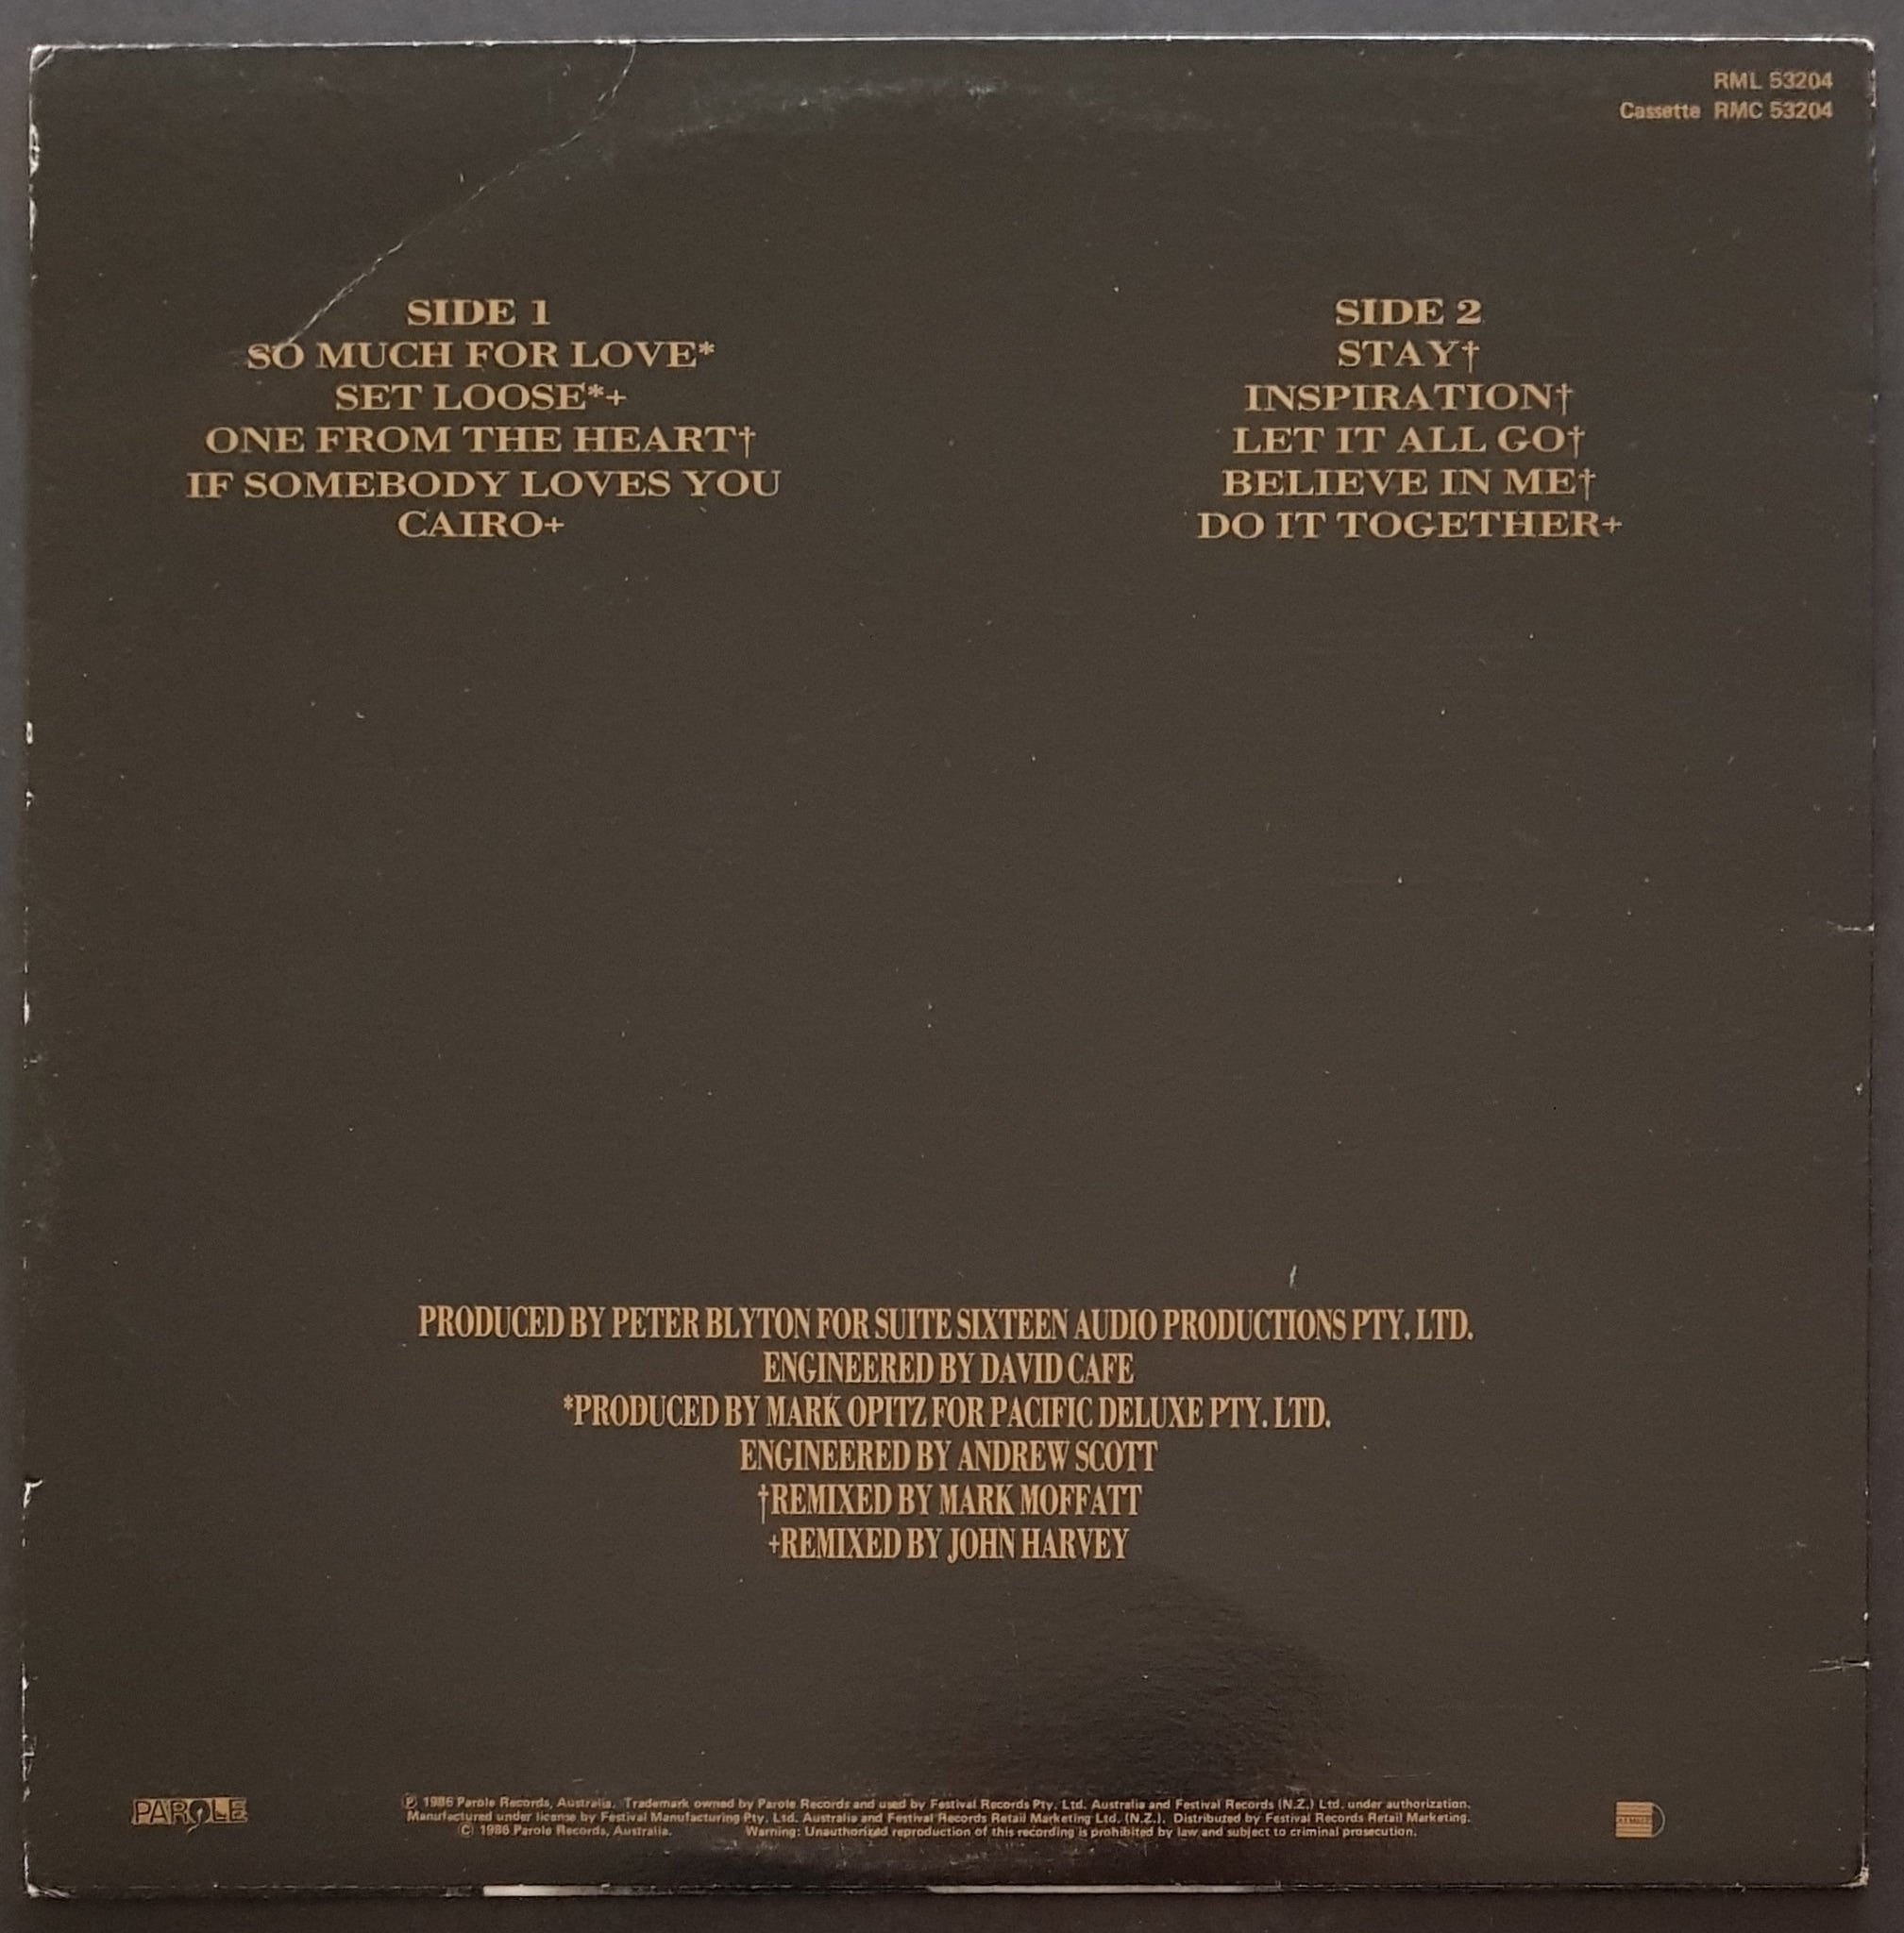 RML 53204
Cassette RMC 53204
SIDE 1
SO MUCH FOR LOVE*
SET LOOSE*+
ONE FROM THE HEART†
IF SOMEBODY LOVES YOU
CAIRO+
SIDE 2
STAY†
INSPIRATION†
LET IT ALL GO†
BELIEVE IN ME†
DO IT TOGETHER+
PRODUCED BY PETER BLYTON FOR SUITE SIXTEEN AUDIO PRODUCTIONS PTY. LTD.
ENGINEERED BY DAVID CAFE
*PRODUCED BY MARK OPITZ FOR PACIFIC DELUXE PTY. LTD.
ENGINEERED BY ANDREW SCOTT
†REMIXED BY MARK MOFFATT
+REMIXED BY JOHN HARVEY
PAROLE
Ⓟ 1986 Parole Records, Australia. Trademark owned by Parole Records and used by Festival Records Pty. Ltd. Australia and Festival Records (N.Z.) Ltd. under authorization.
Manufactured under license by Festival Manufacturing Pty. Ltd. Australia and Festival Records Retail Marketing Ltd. (N.Z.). Distributed by Festival Records Retail Marketing.
© 1986 Parole Records, Australia. Warning: Unauthorized reproduction of this recording is prohibited by law and subject to criminal prosecution.